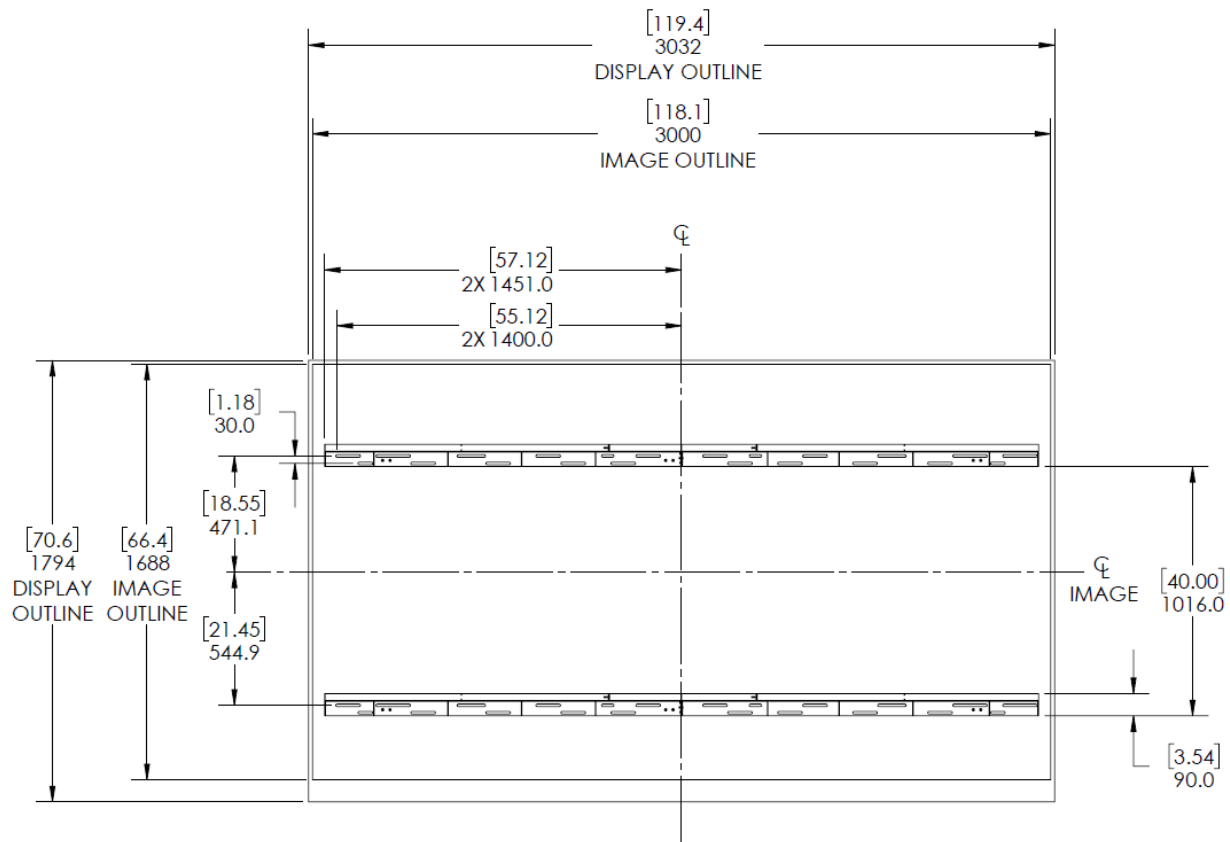 [119.4]
3032
DISPLAY OUTLINE
[118.1]
3000
IMAGE OUTLINE
℄
[57.12]
2X 1451.0
[55.12]
2X 1400.0
[1.18]
30.0
[18.55]
471.1
[70.6]
1794
DISPLAY
OUTLINE
[66.4]
1688
IMAGE
OUTLINE
℄
IMAGE
[40.00]
1016.0
[21.45]
544.9
[3.54]
90.0